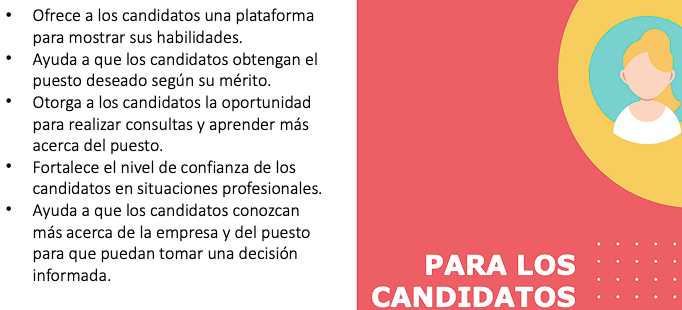 • Ofrece a los candidatos una plataforma
para mostrar sus habilidades.
• Ayuda a que los candidatos obtengan el
puesto deseado según su mérito.
• Otorga a los candidatos la oportunidad
para realizar consultas y aprender más
acerca del puesto.
• Fortalece el nivel de confianza de los
candidatos en situaciones profesionales.
• Ayuda a que los candidatos conozcan
más acerca de la empresa y del puesto
para que puedan tomar una decisión
informada.
PARA LOS
CANDIDATOS